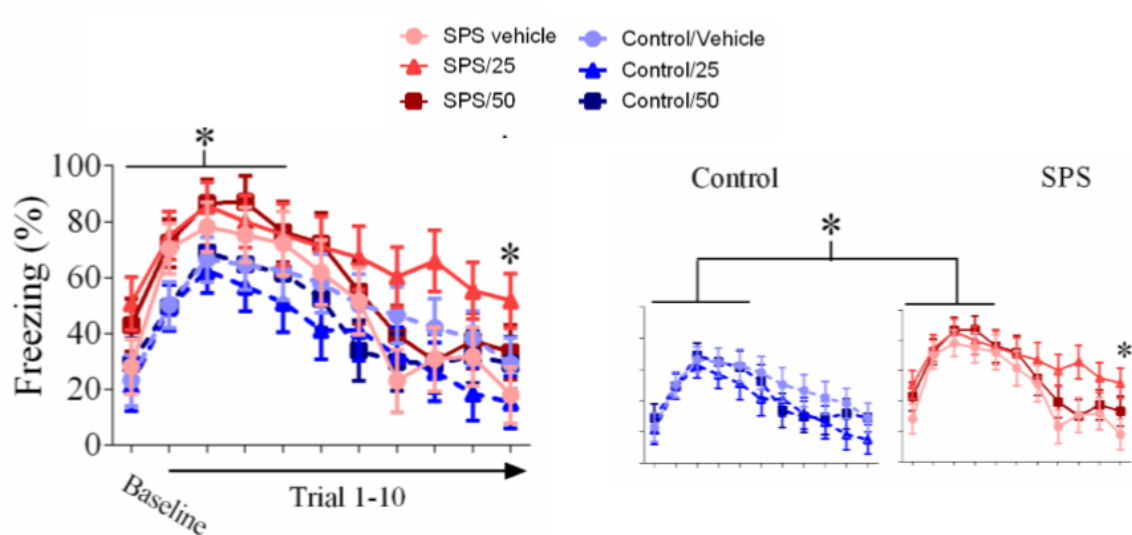 SPS vehicle
Control/Vehicle
SPS/25
Control/25
SPS/50
Control/50
*
100
80
60
40
20
0
Freezing (%)
*
Baseline
Trial 1-10
Control
SPS
*
*